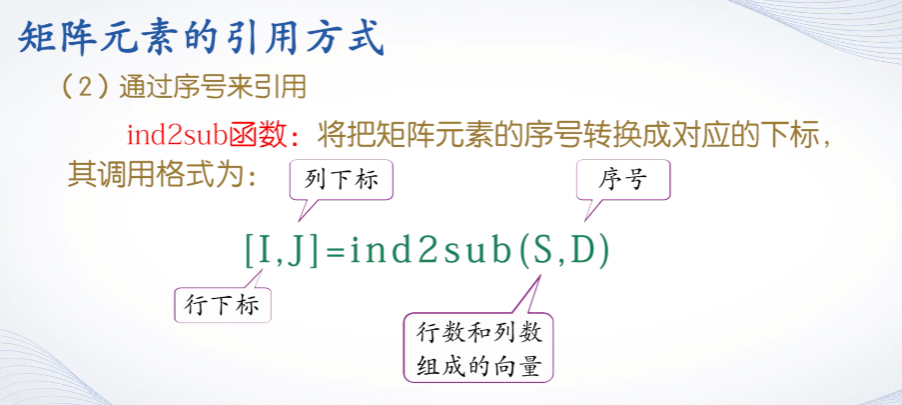 矩阵元素的引用方式
（2）通过序号来引用
ind2sub函数：将把矩阵元素的序号转换成对应的下标，
其调用格式为：
列下标
序号
[I,J]=ind2sub(S,D)
行下标
行数和列数
组成的向量